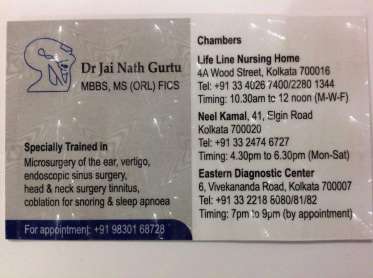 Dr Jai Nath Gurtu
MBBS, MS (ORL) FICS
Specially Trained in
Microsurgery of the ear, vertigo,
endoscopic sinus surgery,
head & neck surgery tinnitus,
coblation for snoring & sleep apnoea
For appointment: +91 98301 68728
Chambers
Life Line Nursing Home
4A Wood Street, Kolkata 700016
Tel: +91 33 4026 7400/2280 1344
Timing: 10.30am to 12 noon (M-W-F)
Neel Kamal, 41, Elgin Road
Kolkata 700020
Tel: +91 33 2474 6727
Timing: 4.30pm to 6.30pm (Mon-Sat)
Eastern Diagnostic Center
6, Vivekananda Road, Kolkata 700007
Tel: +91 33 2218 8080/81/82
Timing: 7pm to 9pm (by appointment)